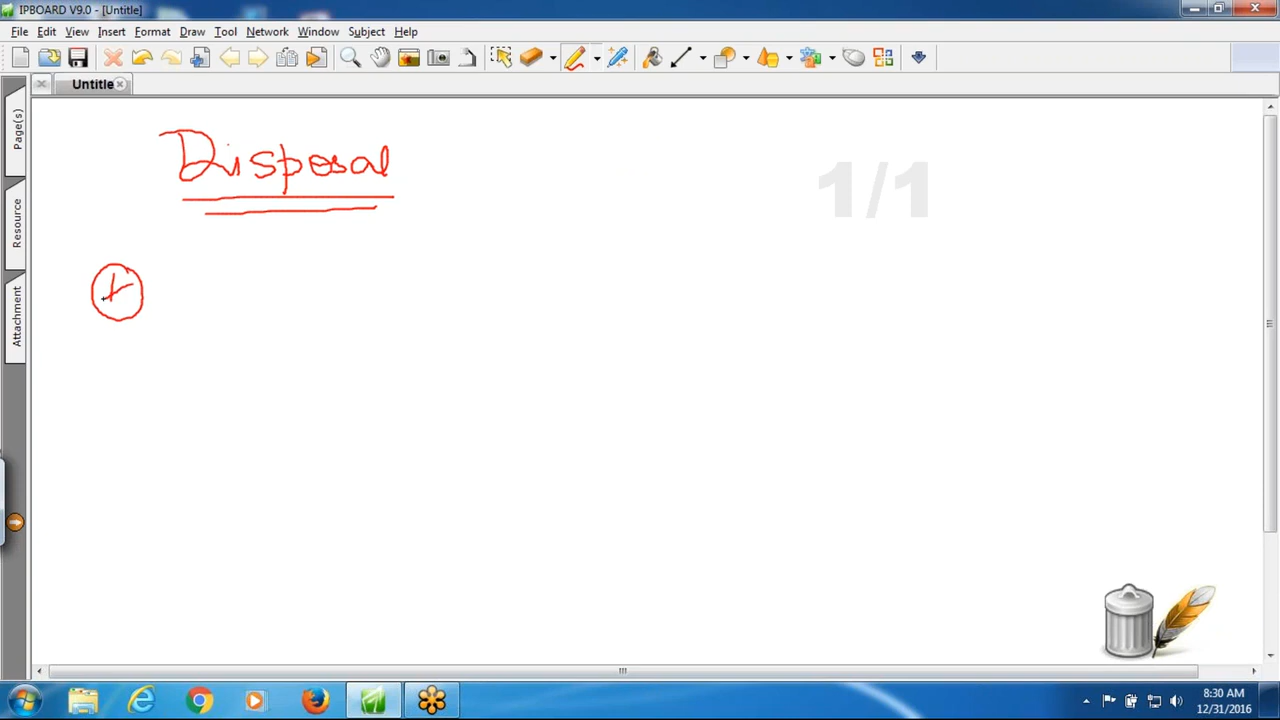 IPBOARD V9.0 - [Untitled]
File Edit View Insert Format Draw Tool Network Window Subject Help
Untitle
Page(s)
Resource
Attachment
Disposal
1/1
8:30 AM
12/31/2016